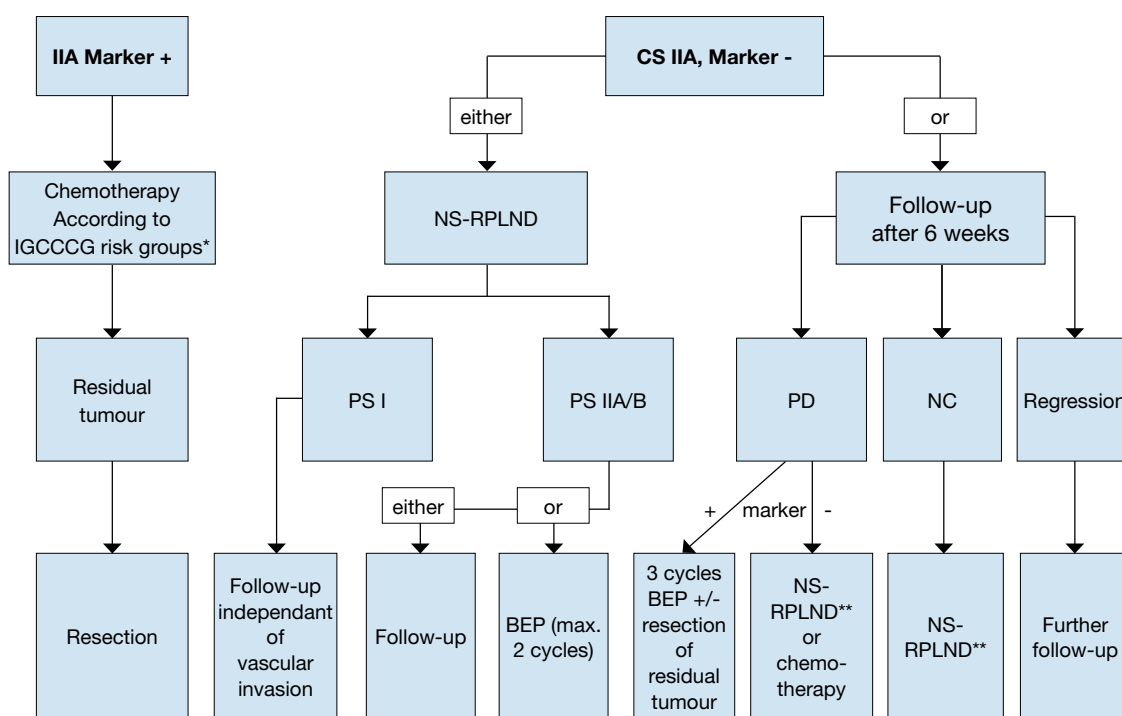 IIA Marker +
CS IIA, Marker -
either
or
Chemotherapy
According to
IGCCCG risk groups*
NS-RPLND
Follow-up
after 6 weeks
Residual
tumour
PS I
PS IIA/B
PD
NC
Regression
either
or
+ marker -
Resection
Follow-up
independant
of
vascular
invasion
Follow-up
BEP (max.
2 cycles)
3 cycles
BEP +/-
resection
of
residual
tumour
NS-
RPLND**
or
chemo-
therapy
NS-
RPLND**
Further
follow-up